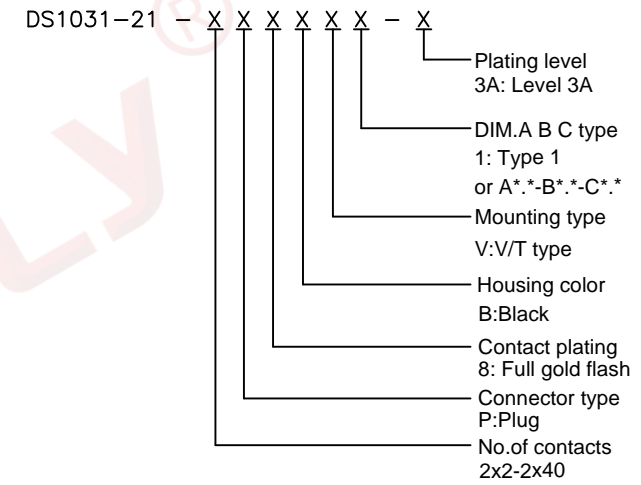 DS1031-21 - X X X X X X - X
Plating level
3A: Level 3A
DIM.A B C type
1: Type 1
or A*.*-B*.*-C*.*
Mounting type
V:V/T type
Housing color
B:Black
Contact plating
8: Full gold flash
Connector type
P:Plug
No.of contacts
2x2-2x40
Ly
®